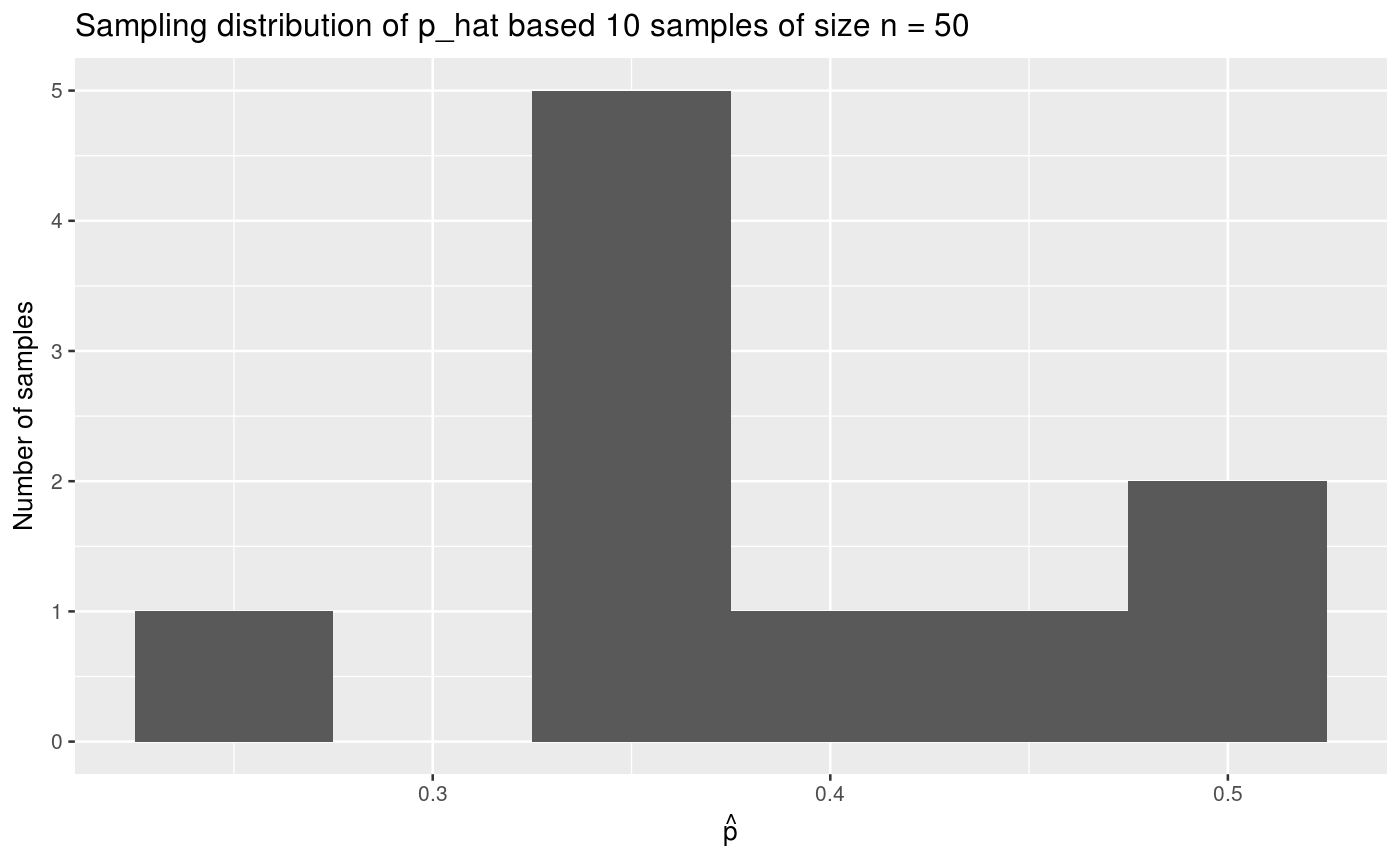 Sampling distribution of p_hat based 10 samples of size n = 50
Number of samples
5
4
3
2
1
0
0.3 0.4 0.5
p̂